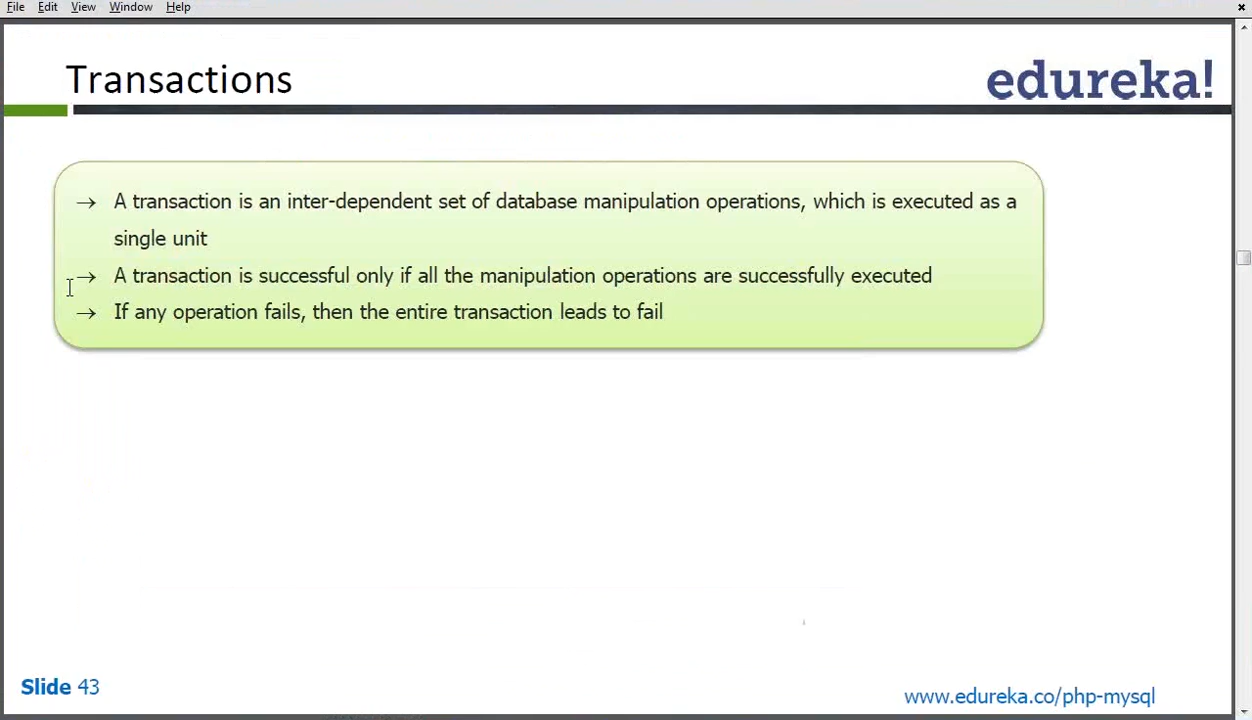 File Edit View Window Help ×
Transactions
edureka!
→ A transaction is an inter-dependent set of database manipulation operations, which is executed as a
single unit
→ A transaction is successful only if all the manipulation operations are successfully executed
→ If any operation fails, then the entire transaction leads to fail
Slide 43
www.edureka.co/php-mysql